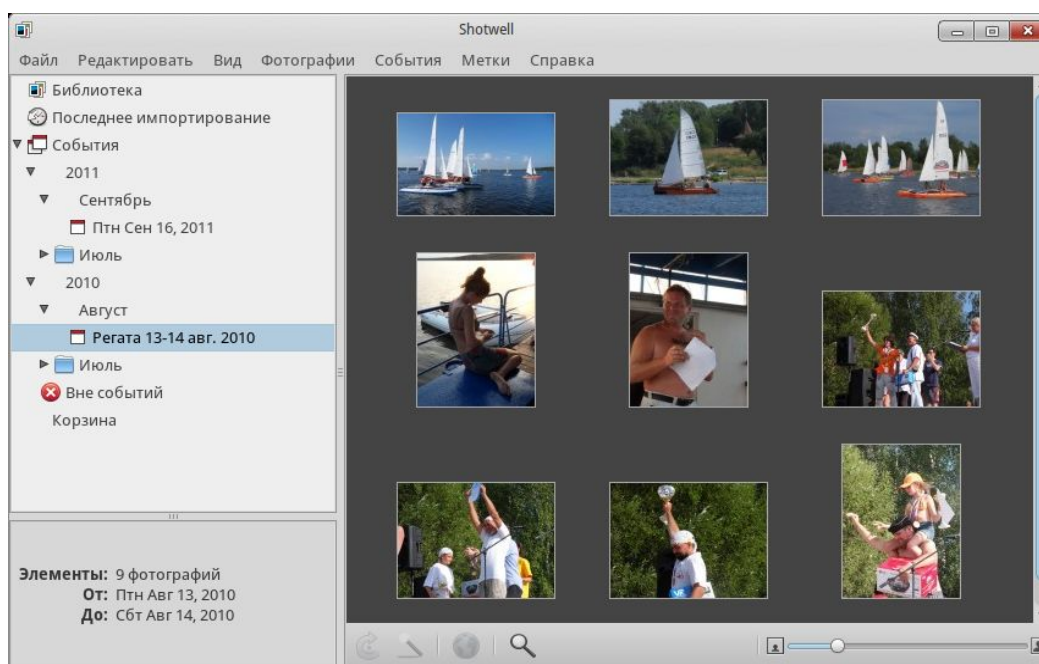 Shotwell
Файл Редактировать Вид Фотографии События Метки Справка
Библиотека
Последнее импортирование
События
2011
Сентябрь
Птн Сен 16, 2011
Июль
2010
Август
Регата 13-14 авг. 2010
Июль
Вне событий
Корзина
Элементы: 9 фотографий
От: Птн Авг 13, 2010
До: Сбт Авг 14, 2010